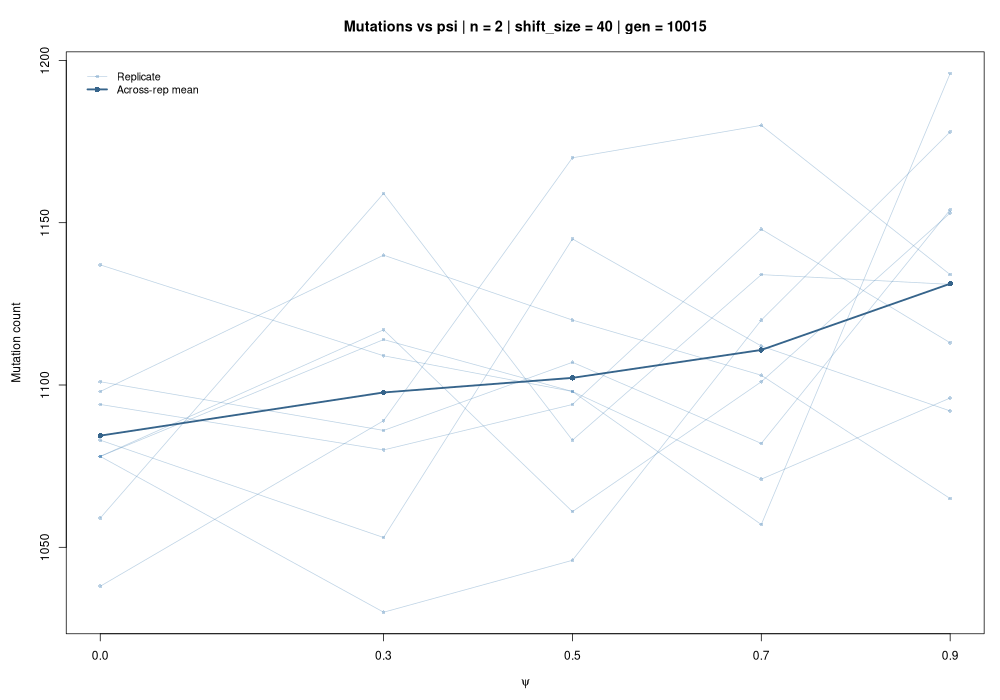 Mutations vs psi | n = 2 | shift_size = 40 | gen = 10015
Replicate
Across-rep mean
Mutation count
1200
1150
1100
1050
0.0 0.3 0.5 0.7 0.9
ψ